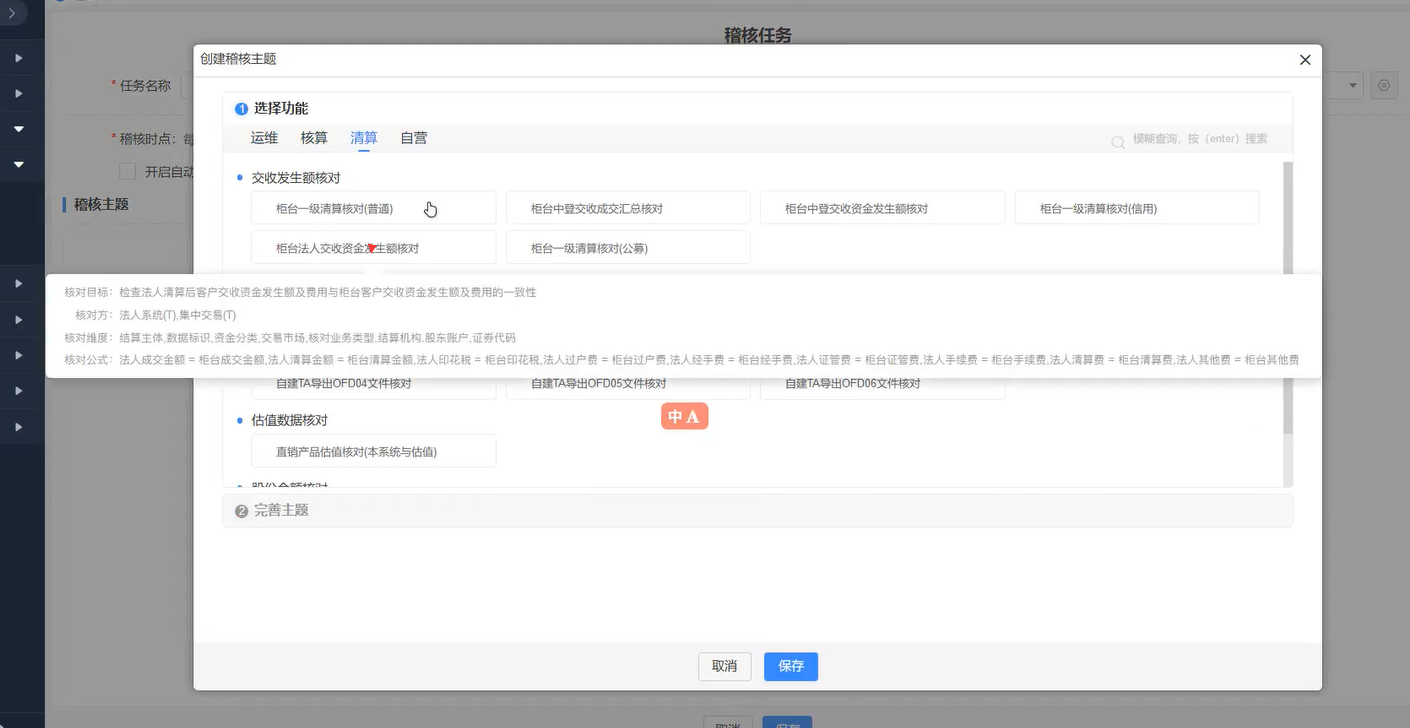 稽核任务
创建稽核主题
* 任务名称
1 选择功能
运维 核算 清算 自营
模糊查询，按（enter）搜索
* 稽核时点：每
开启自动
稽核主题
交收发生额核对
柜台一级清算核对(普通) 柜台中登交收成交汇总核对 柜台中登交收资金发生额核对 柜台一级清算核对(信用)
柜台法人交收资金发生额核对 柜台一级清算核对(公募)
核对目标：检查法人清算后客户交收资金发生额及费用与柜台客户交收资金发生额及费用的一致性
核对方：法人系统(T),集中交易(T)
核对维度：结算主体,数据标识,资金分类,交易市场,核对业务类型,结算机构,股东账户,证券代码
核对公式：法人成交金额 = 柜台成交金额,法人清算金额 = 柜台清算金额,法人印花税 = 柜台印花税,法人过户费 = 柜台过户费,法人经手费 = 柜台经手费,法人证管费 = 柜台证管费,法人手续费 = 柜台手续费,法人清算费 = 柜台清算费,法人其他费 = 柜台其他费
自建TA导出OFD04文件核对 自建TA导出OFD05文件核对 自建TA导出OFD06文件核对
中 A
估值数据核对
直销产品估值核对(本系统与估值)
股份余额核对
2 完善主题
取消 保存
取消 保存